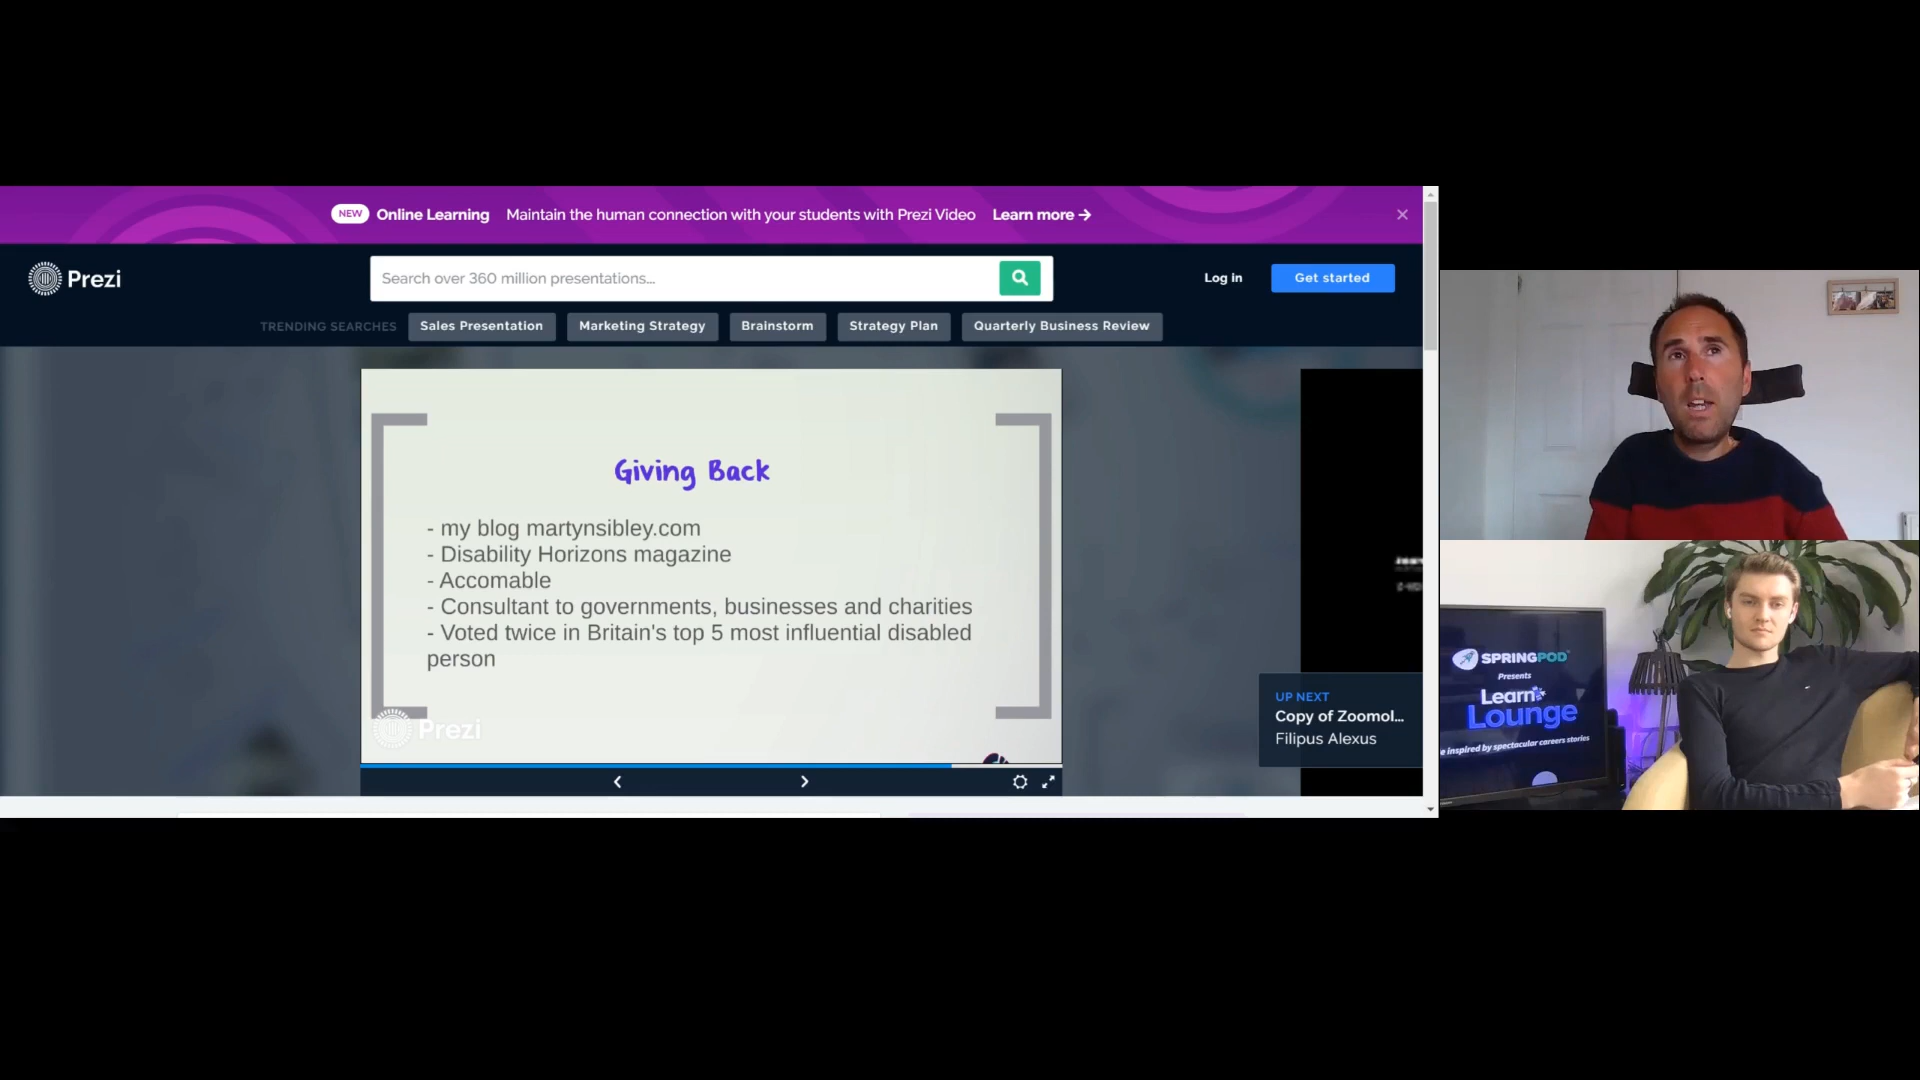 NEW Online Learning Maintain the human connection with your students with Prezi Video Learn more →
Prezi
Search over 360 million presentations...
Log in
Get started
TRENDING SEARCHES Sales Presentation Marketing Strategy Brainstorm Strategy Plan Quarterly Business Review
Giving Back
- my blog martynsibley.com
- Disability Horizons magazine
- Accomable
- Consultant to governments, businesses and charities
- Voted twice in Britain's top 5 most influential disabled
person
Prezi
UP NEXT
Copy of Zoomol...
Filipus Alexus
SPRINGPOD
Presents
Learn
Lounge
inspired by spectacular careers stories